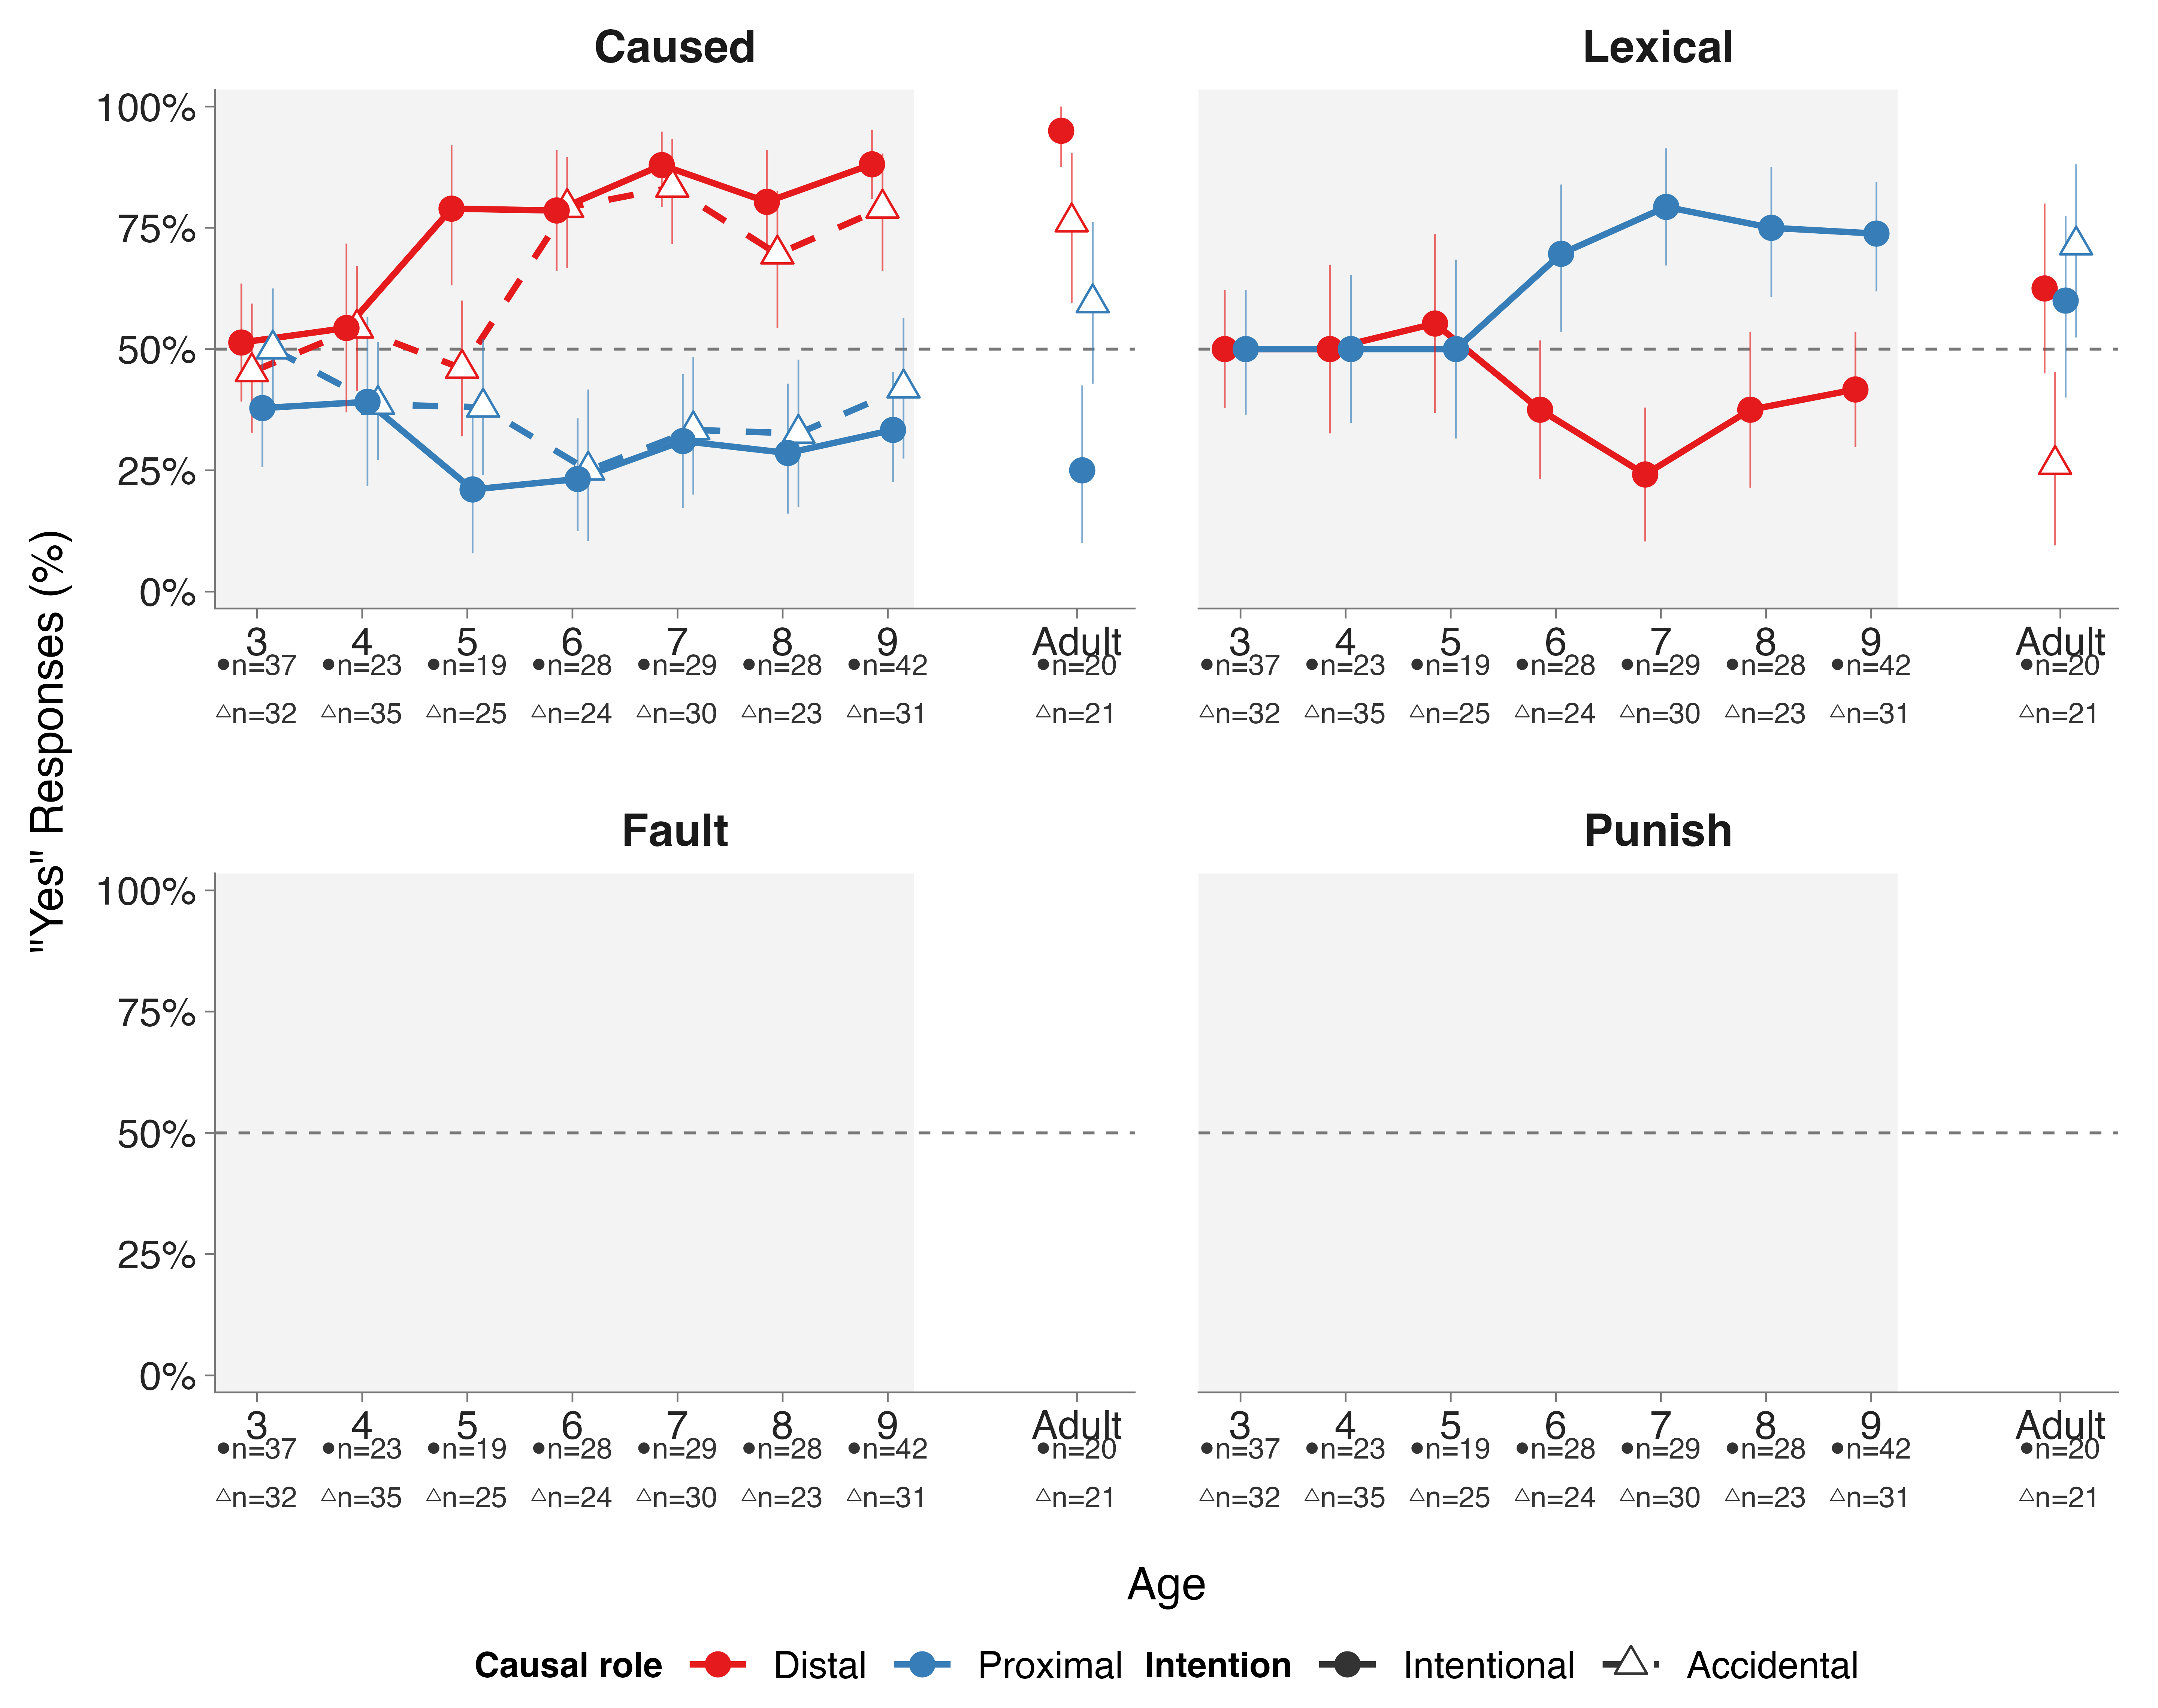 Caused Lexical
100%
75%
50%
25%
0%
3 4 5 6 7 8 9 Adult 3 4 5 6 7 8 9 Adult
n=37 n=23 n=19 n=28 n=29 n=28 n=42 n=20 n=37 n=23 n=19 n=28 n=29 n=28 n=42 n=20
n=32 n=35 n=25 n=24 n=30 n=23 n=31 n=21 n=32 n=35 n=25 n=24 n=30 n=23 n=31 n=21
"Yes" Responses (%)
Fault Punish
100%
75%
50%
25%
0%
3 4 5 6 7 8 9 Adult 3 4 5 6 7 8 9 Adult
n=37 n=23 n=19 n=28 n=29 n=28 n=42 n=20 n=37 n=23 n=19 n=28 n=29 n=28 n=42 n=20
n=32 n=35 n=25 n=24 n=30 n=23 n=31 n=21 n=32 n=35 n=25 n=24 n=30 n=23 n=31 n=21
Age
Causal role Distal Proximal Intention Intentional Accidental